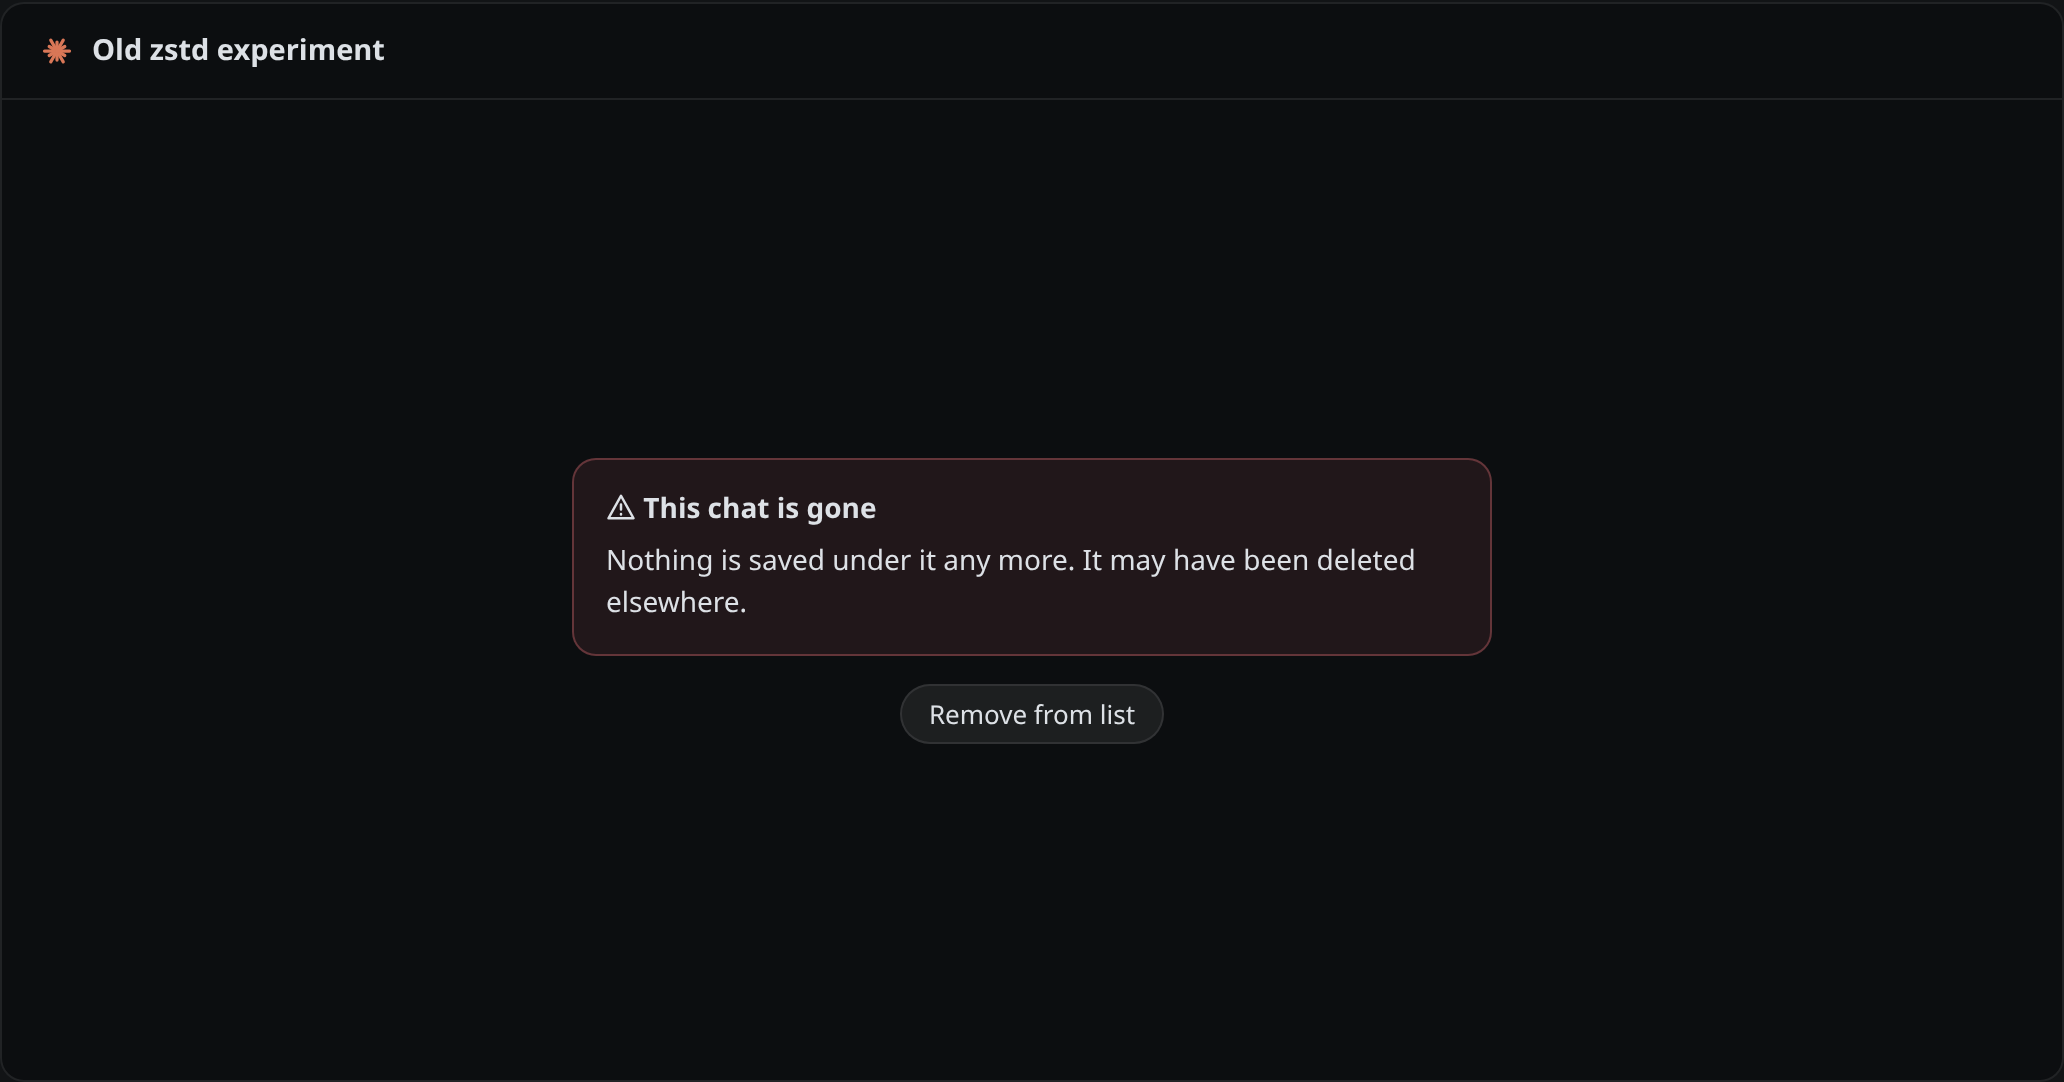 Old zstd experiment
This chat is gone
Nothing is saved under it any more. It may have been deleted
elsewhere.
Remove from list